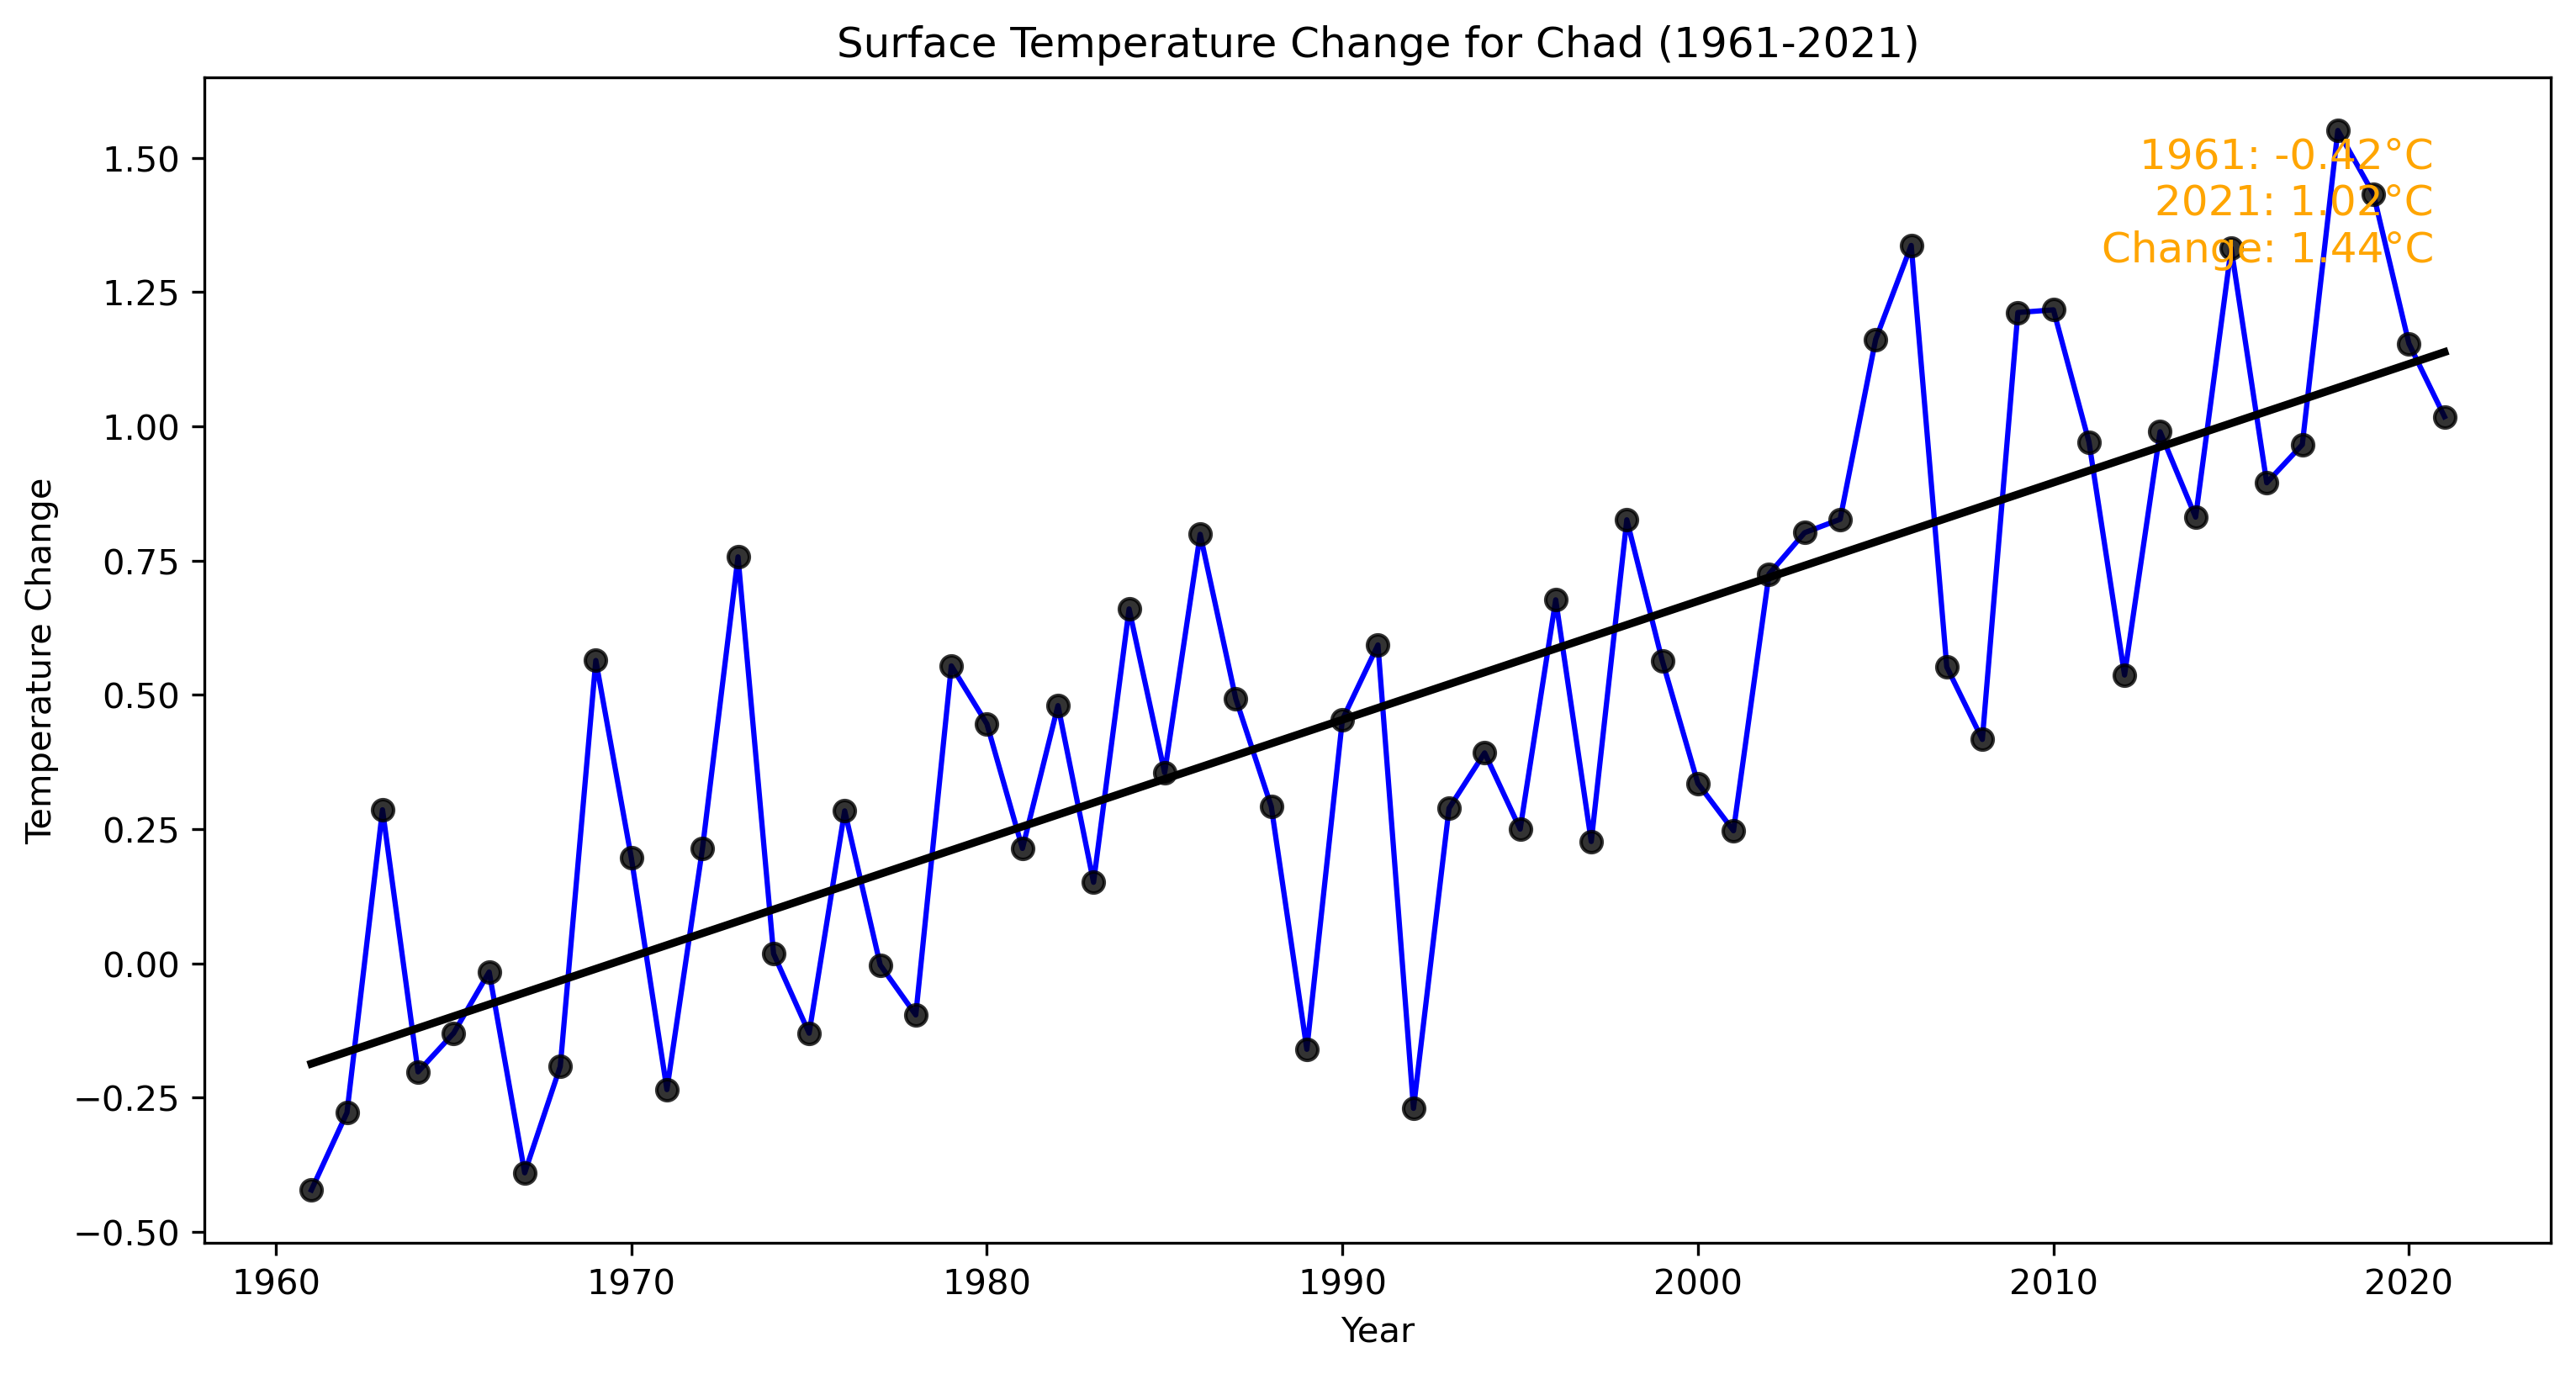 Surface Temperature Change for Chad (1961-2021)
1961: -0.42°C
2021: 1.02°C
Change: 1.44°C
Temperature Change
1.50
1.25
1.00
0.75
0.50
0.25
0.00
−0.25
−0.50
1960 1970 1980 1990 2000 2010 2020
Year